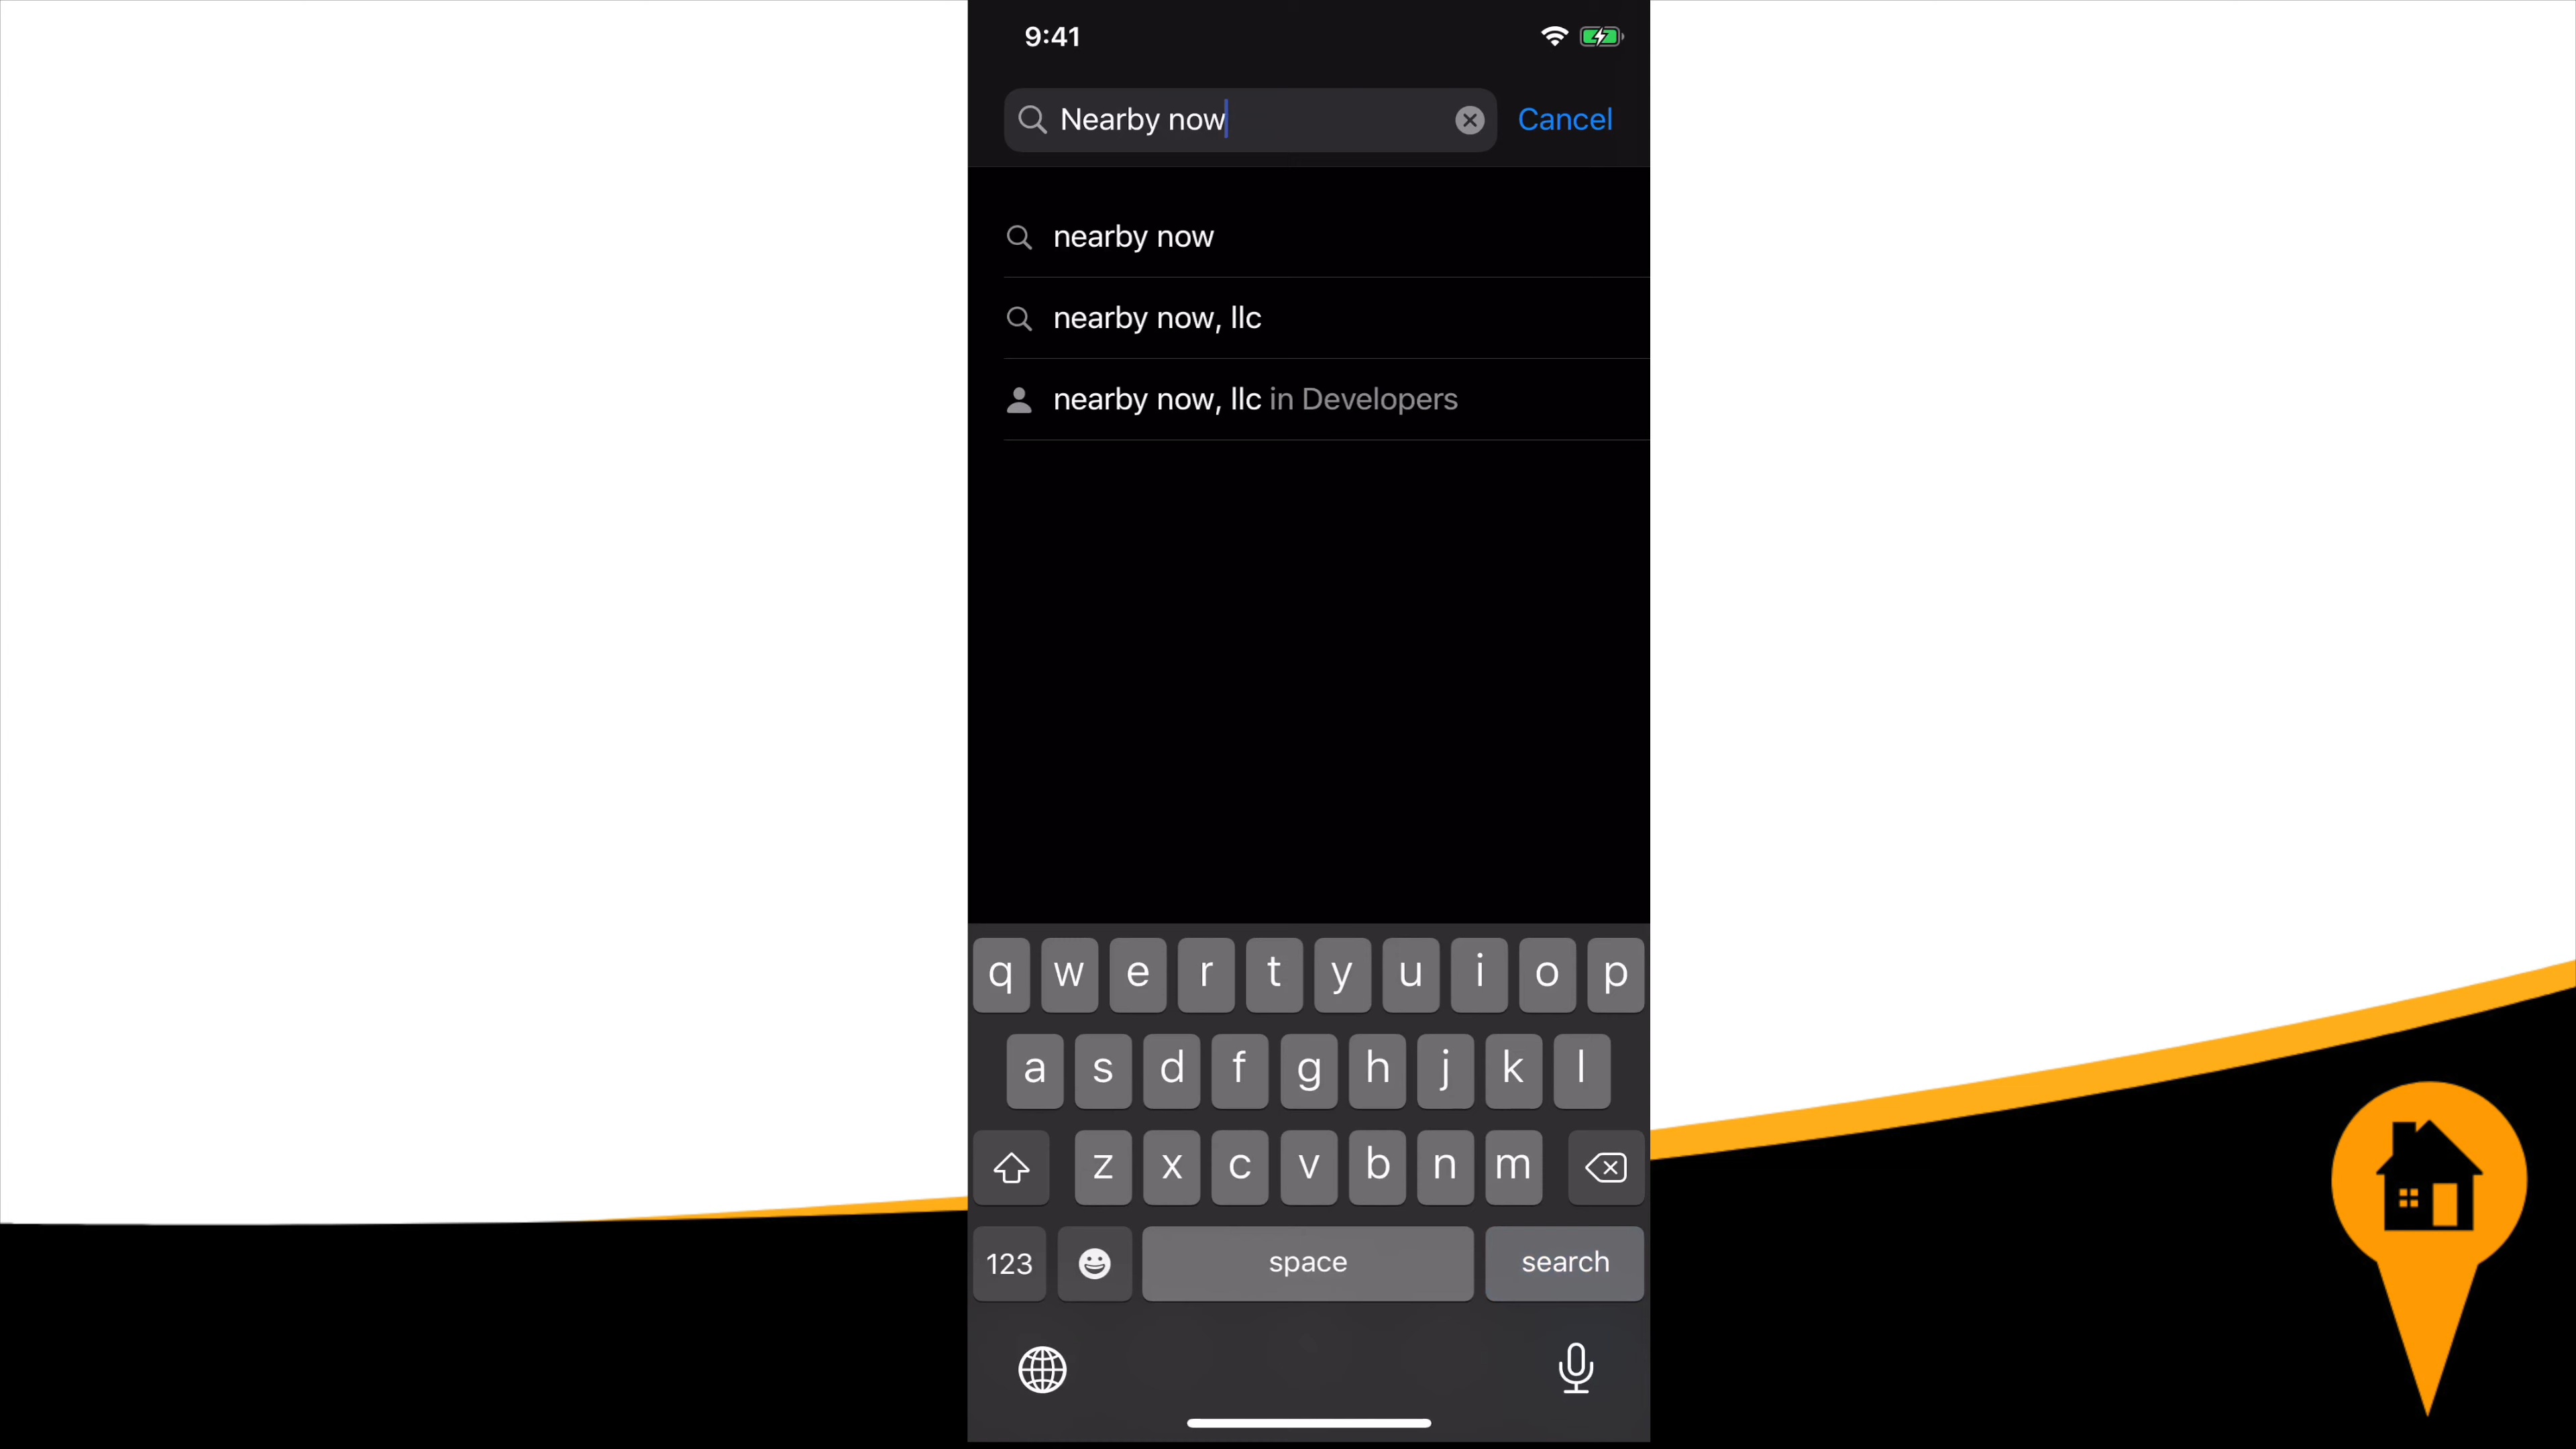 9:41
Nearby now
Cancel
nearby now
nearby now, llc
nearby now, llc in Developers
q w e r t y u i o p
a s d f g h j k l
z x c v b n m
123 space search